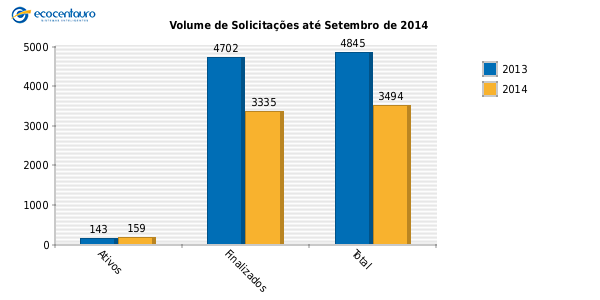 ecocentauro
Volume de Solicitações até Setembro de 2014
5000
4000
3000
2000
1000
0
143
159
4702
3335
4845
3494
Ativos
Finalizados
Total
2013
2014